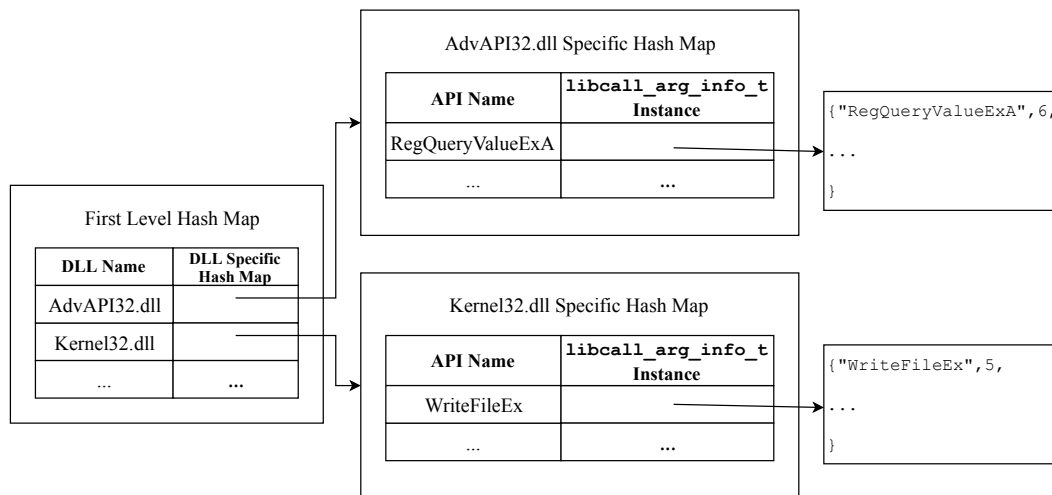 First Level Hash Map
DLL Name
DLL Specific
Hash Map
AdvAPI32.dll
Kernel32.dll
...
...
AdvAPI32.dll Specific Hash Map
API Name
libcall_arg_info_t
Instance
RegQueryValueExA
...
...
{"RegQueryValueExA",6,
...
}
Kernel32.dll Specific Hash Map
API Name
libcall_arg_info_t
Instance
WriteFileEx
...
...
{"WriteFileEx",5,
...
}